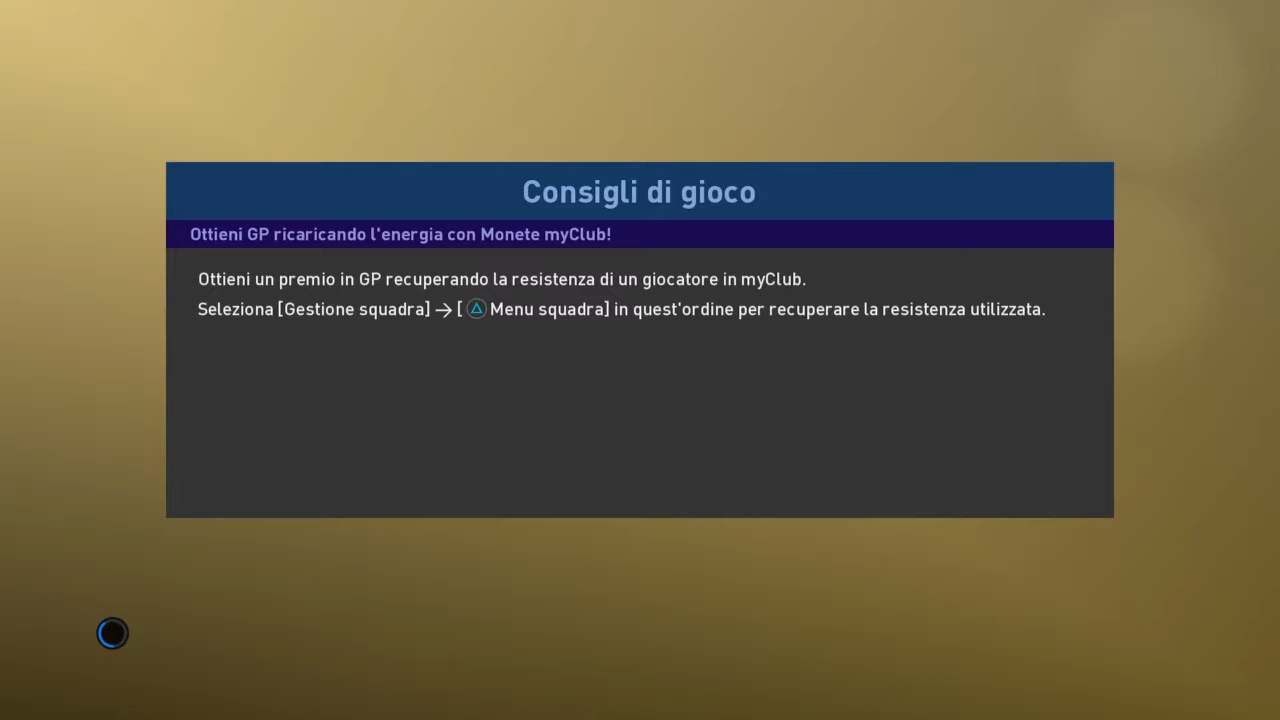 Consigli di gioco
Ottieni GP ricaricando l'energia con Monete myClub!
Ottieni un premio in GP recuperando la resistenza di un giocatore in myClub.
Seleziona [Gestione squadra] → [ △ Menu squadra] in quest'ordine per recuperare la resistenza utilizzata.